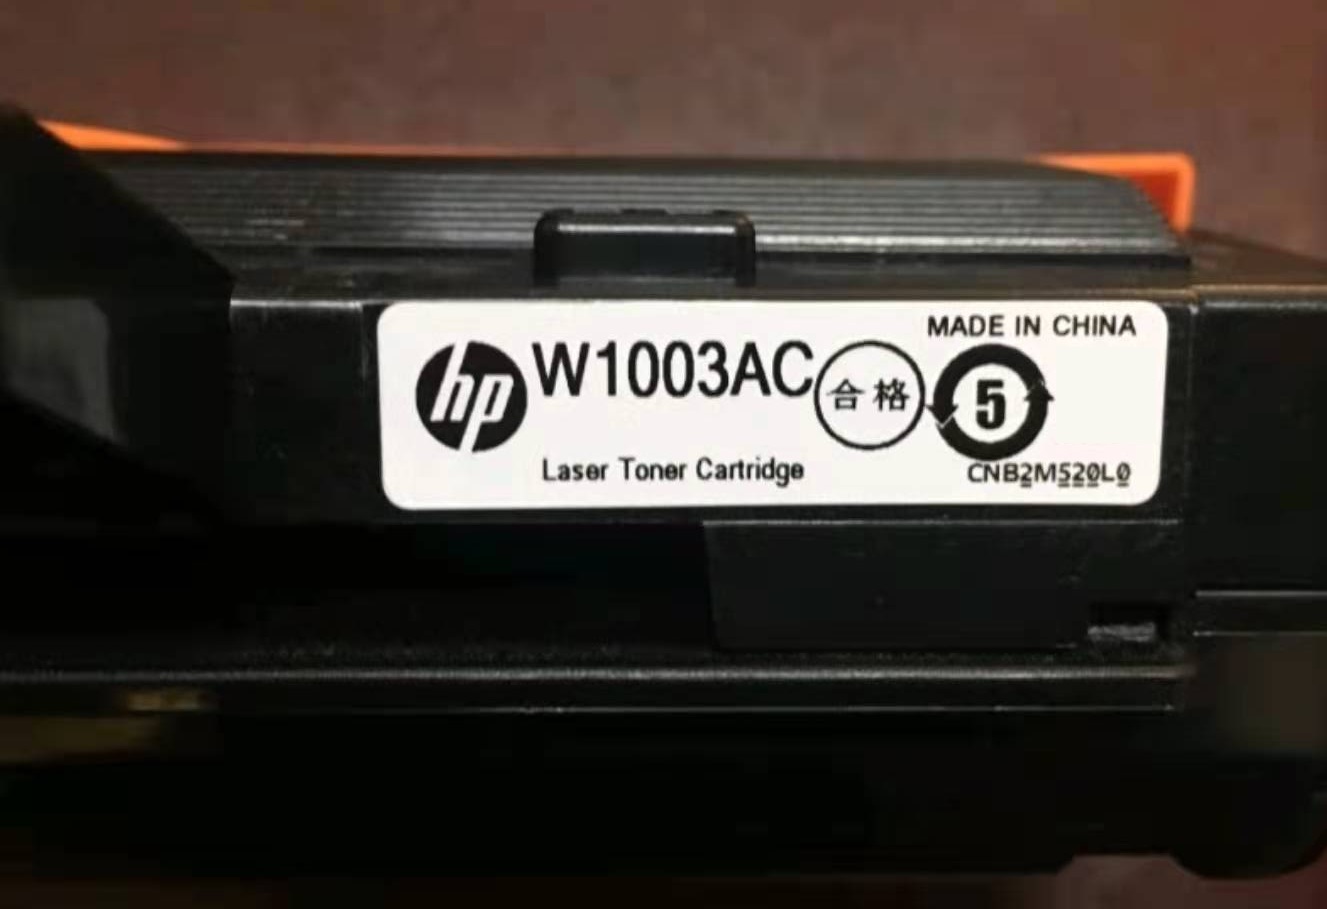 MADE IN CHINA
hp W1003AC 合格 5
Laser Toner Cartridge CNB2M520L0